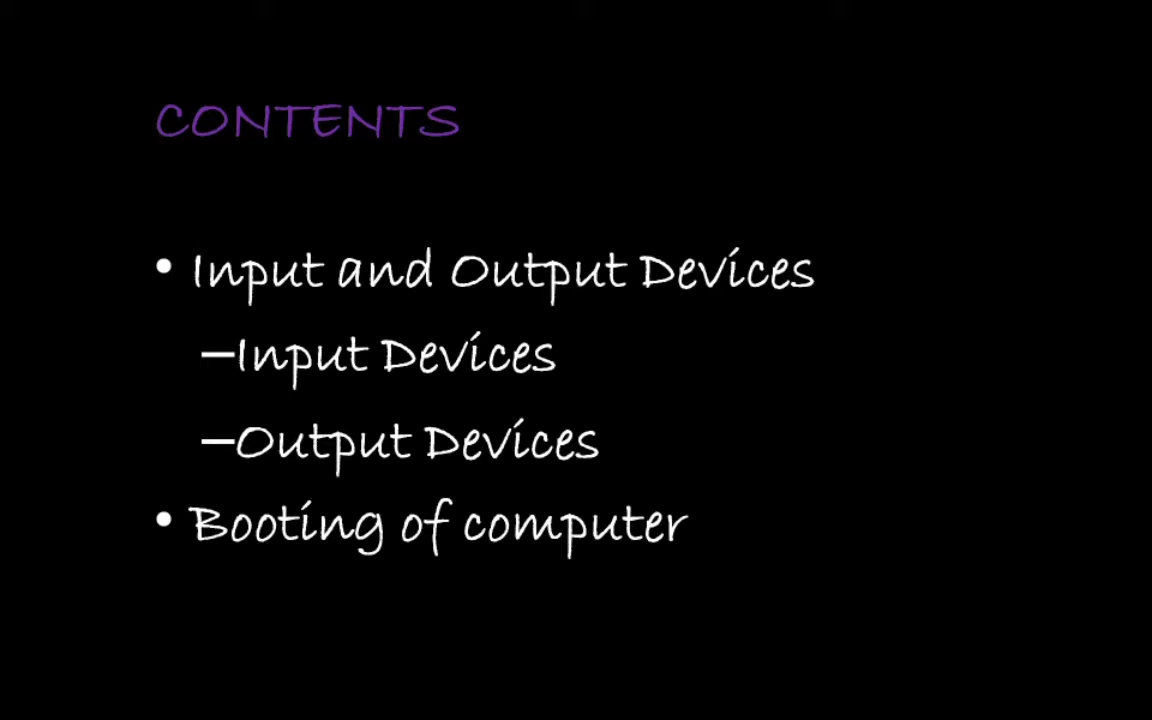 CONTENTS
• Input and Output Devices
–Input Devices
–Output Devices
• Booting of computer